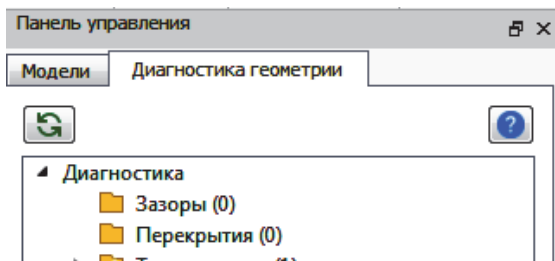 Панель управления
Модели Диагностика геометрии
?
Диагностика
Зазоры (0)
Перекрытия (0)